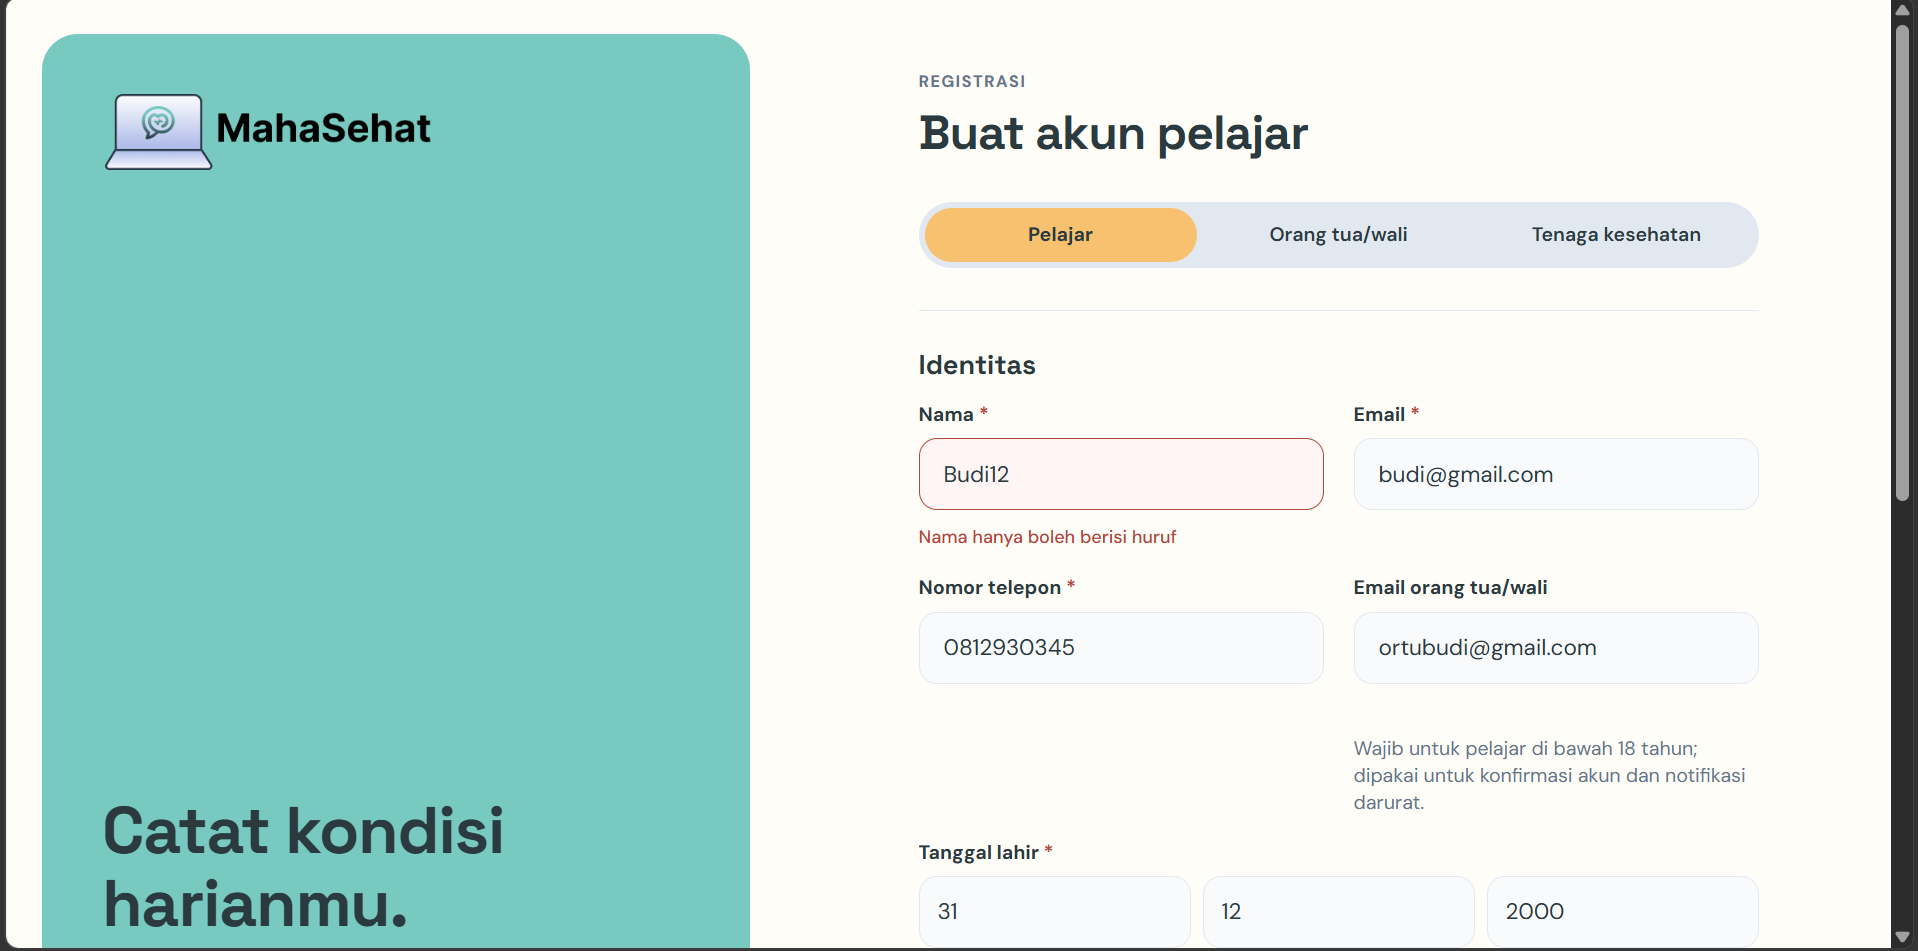 MahaSehat
Catat kondisi
harianmu.
REGISTRASI
Buat akun pelajar
Pelajar
Orang tua/wali
Tenaga kesehatan
Identitas
Nama *
Email *
Budi12
budi@gmail.com
Nama hanya boleh berisi huruf
Nomor telepon *
Email orang tua/wali
0812930345
ortubudi@gmail.com
Wajib untuk pelajar di bawah 18 tahun;
dipakai untuk konfirmasi akun dan notifikasi
darurat.
Tanggal lahir *
31
12
2000